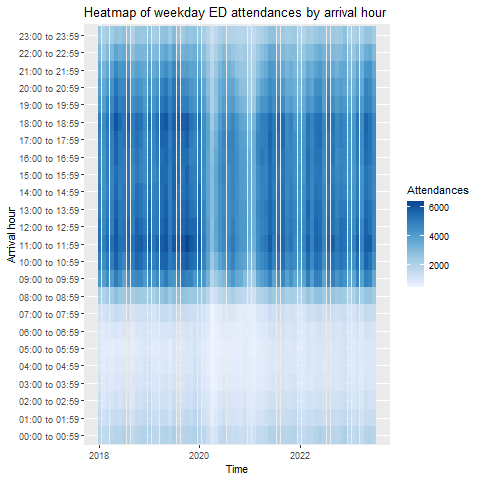 Heatmap of weekday ED attendances by arrival hour
23:00 to 23:59
22:00 to 22:59
21:00 to 21:59
20:00 to 20:59
19:00 to 19:59
18:00 to 18:59
17:00 to 17:59
16:00 to 16:59
15:00 to 15:59
14:00 to 14:59
13:00 to 13:59
12:00 to 12:59
11:00 to 11:59
10:00 to 10:59
09:00 to 09:59
08:00 to 08:59
07:00 to 07:59
06:00 to 06:59
05:00 to 05:59
04:00 to 04:59
03:00 to 03:59
02:00 to 02:59
01:00 to 01:59
00:00 to 00:59
Arrival hour
2018 2020 2022
Time
Attendances
6000
4000
2000